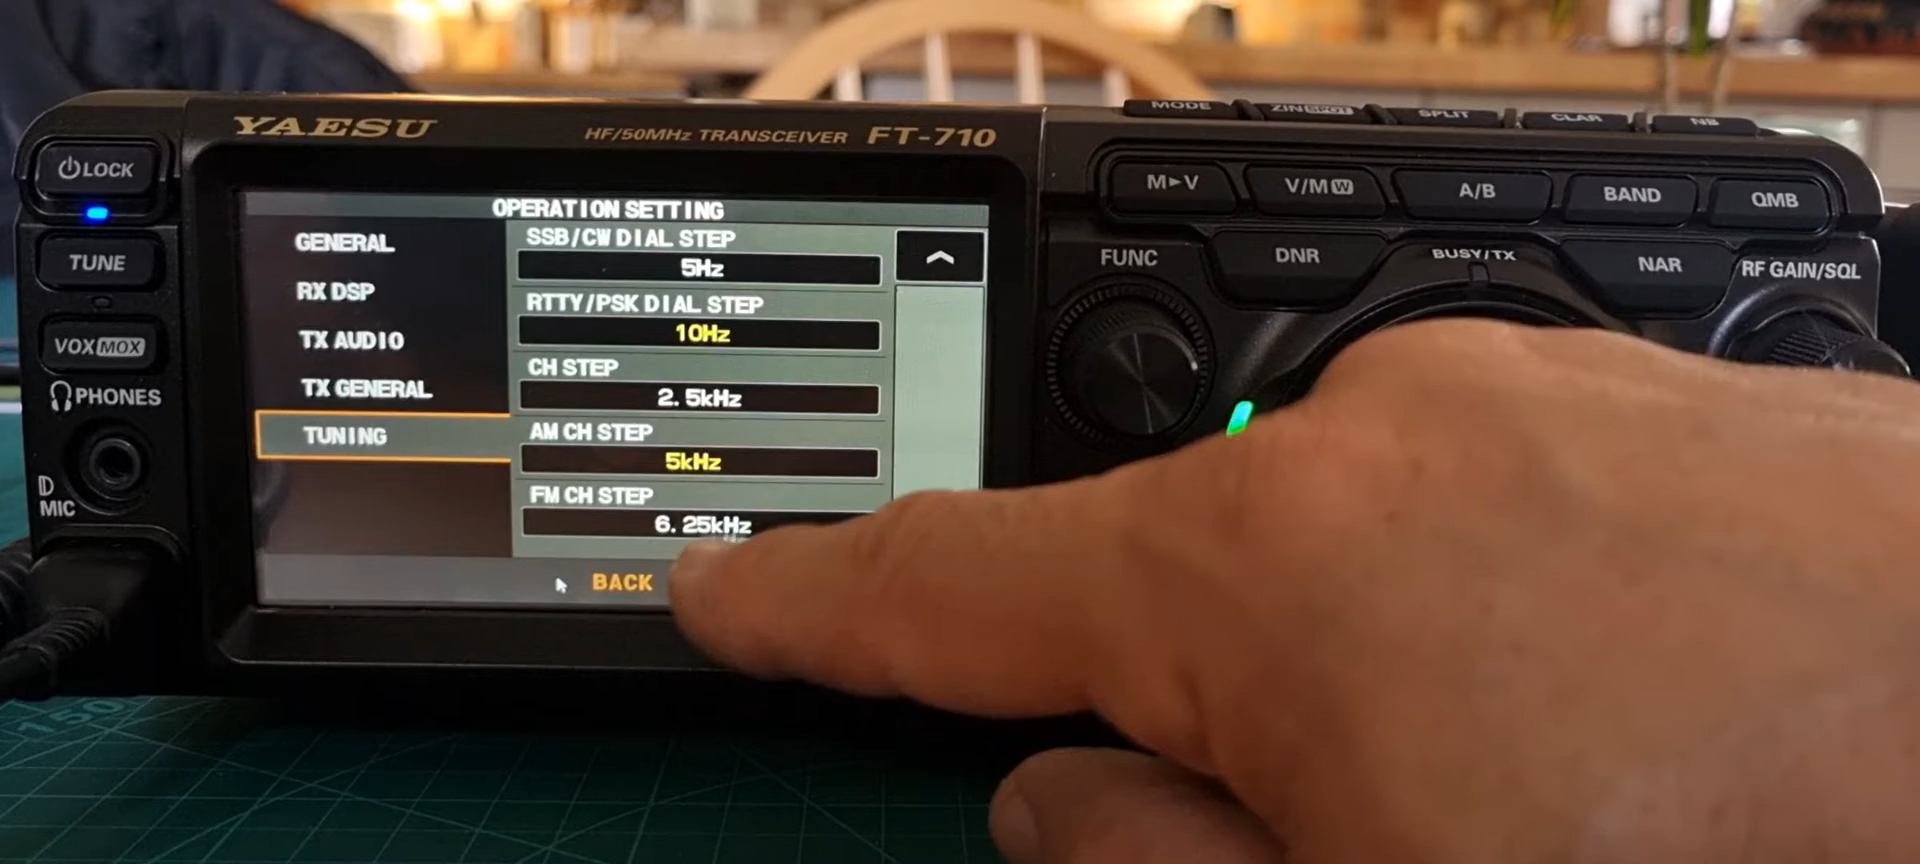 YAESU
HF/50MHz TRANSCEIVER FT-710
MODE
ZIN SPOT
SPLIT
CLAR
NB
LOCK
TUNE
VOX MOX
PHONES
MIC
OPERATION SETTING
GENERAL
RX DSP
TX AUDIO
TX GENERAL
TUNING
SSB/CW DIAL STEP
5Hz
RTTY/PSK DIAL STEP
10Hz
CH STEP
2.5kHz
AM CH STEP
5kHz
FM CH STEP
6.25kHz
BACK
M►V
V/M W
A/B
BAND
QMB
FUNC
DNR
BUSY/TX
NAR
RF GAIN/SQL
150